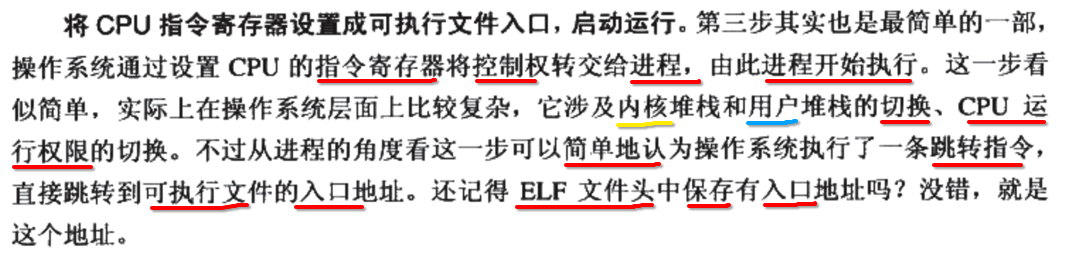 将 CPU 指令寄存器设置成可执行文件入口,启动运行。第三步其实也是最简单的一部,
操作系统通过设置 CPU 的指令寄存器将控制权转交给进程,由此进程开始执行。这一步看
似简单,实际上在操作系统层面上比较复杂,它涉及内核堆栈和用户堆栈的切换、CPU 运
行权限的切换。不过从进程的角度看这一步可以简单地认为操作系统执行了一条跳转指令,
直接跳转到可执行文件的入口地址。还记得 ELF 文件头中保存有入口地址吗?没错,就是
这个地址。